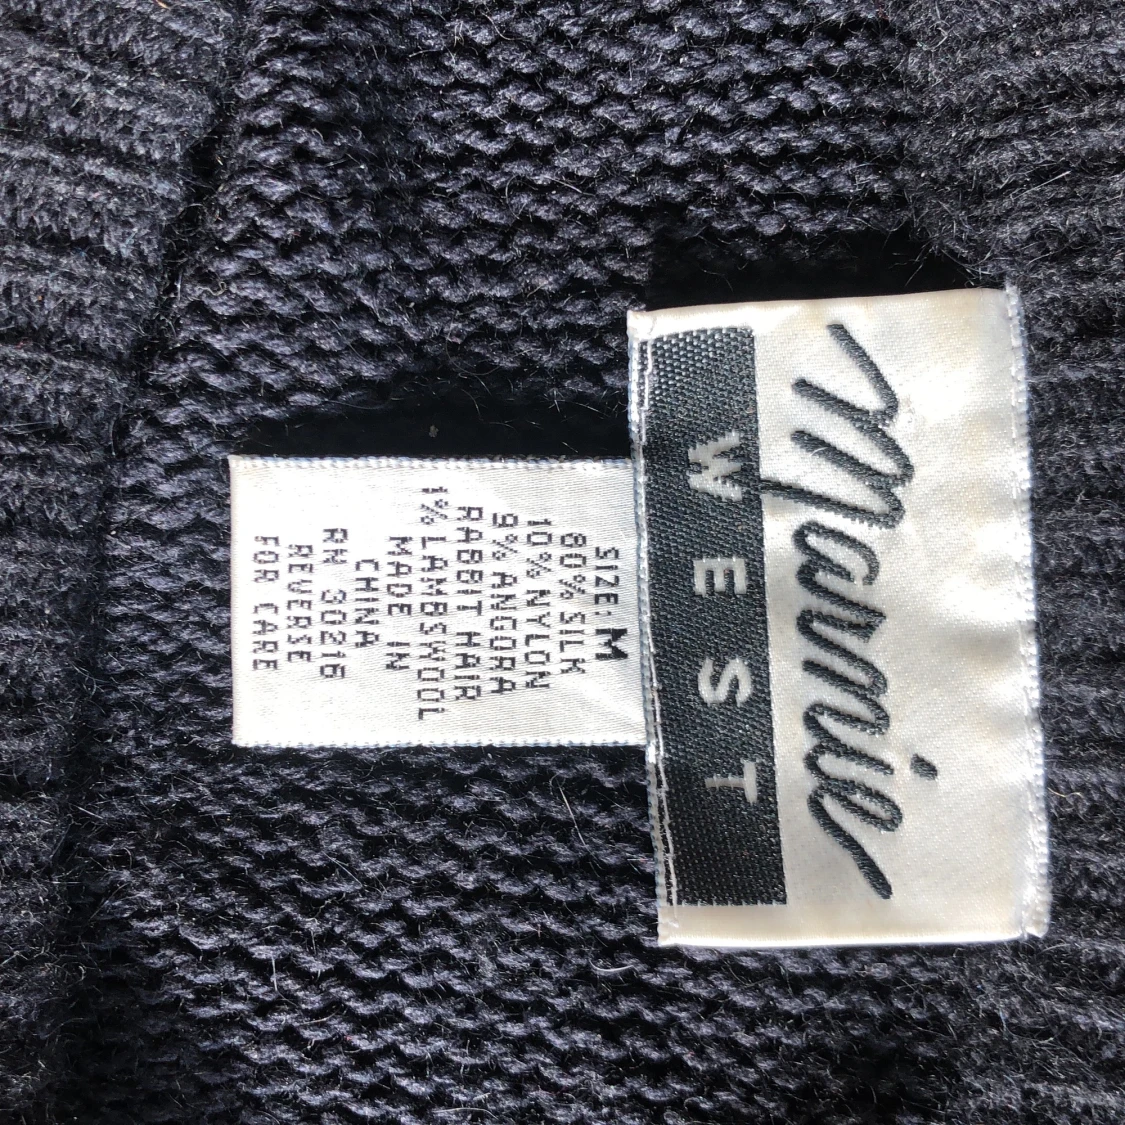 Marnie
WEST
SIZE: M
80% SILK
10% NYLON
9% ANGORA
RABBIT HAIR
1% LAMBSWOOL
MADE IN
CHINA
RN 30216
REVERSE
FOR CARE